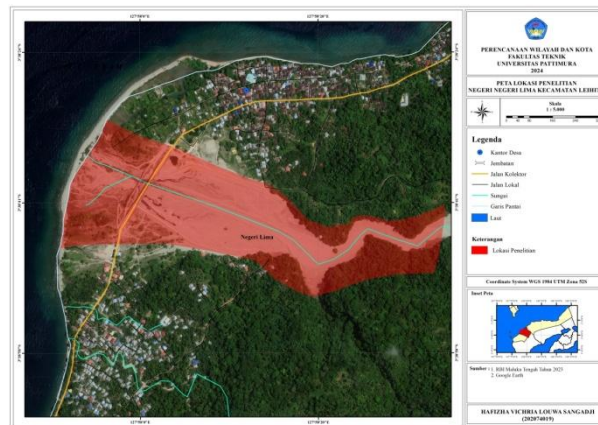 PERENCANAAN WILAYAH DAN KOTA
FAKULTAS TEKNIK
UNIVERSITAS PATTIMURA
2024
PETA LOKASI PENELITIAN
NEGERI NEGERI LIMA KECAMATAN LEIHITU
Skala
1 : 5.000
Legenda
Kantor Desa
Jembatan
Jalan Kolektor
Jalan Lokal
Sungai
Garis Pantai
Laut
Keterangan
Lokasi Penelitian
Coordinate System WGS 1984 UTM Zona 52S
Inset Peta
Sumber : 1. RBI Maluku Tengah Tahun 2023
2. Google Earth
HAFIZHA VICHRIA LOUWA SANGADJI
(202074019)
Negeri Lima